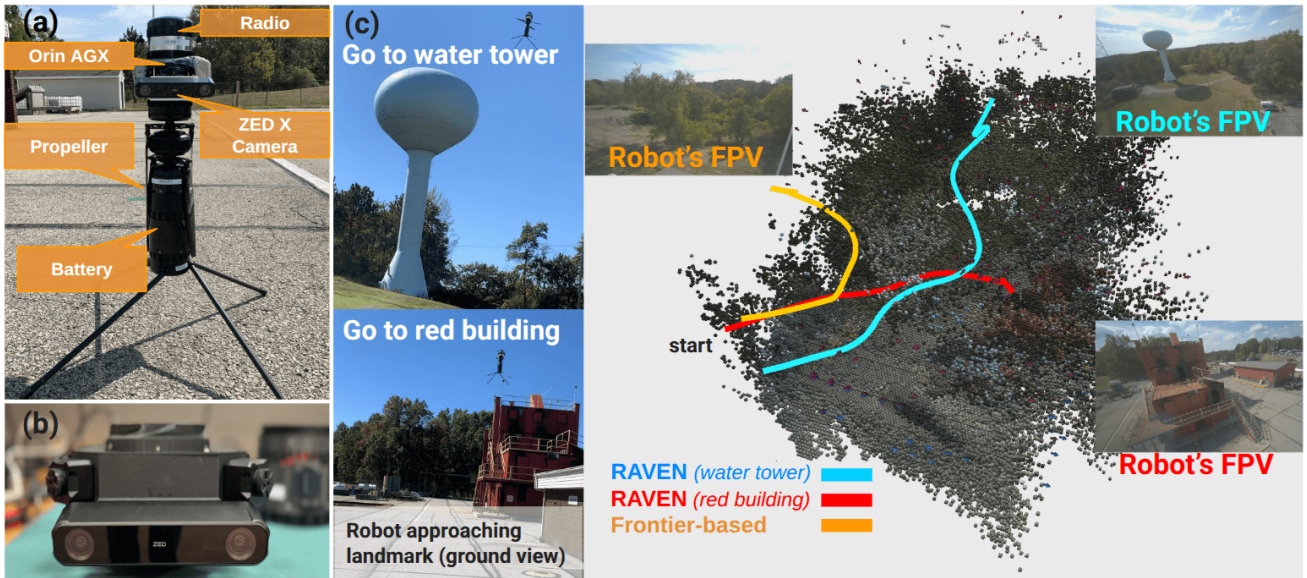 (a)
Radio
Orin AGX
ZED X
Camera
Propeller
Battery
(b)
ZED
(c)
Go to water tower
Go to red building
Robot approaching
landmark (ground view)
Robot's FPV
Robot's FPV
start
Robot's FPV
RAVEN (water tower)
RAVEN (red building)
Frontier-based